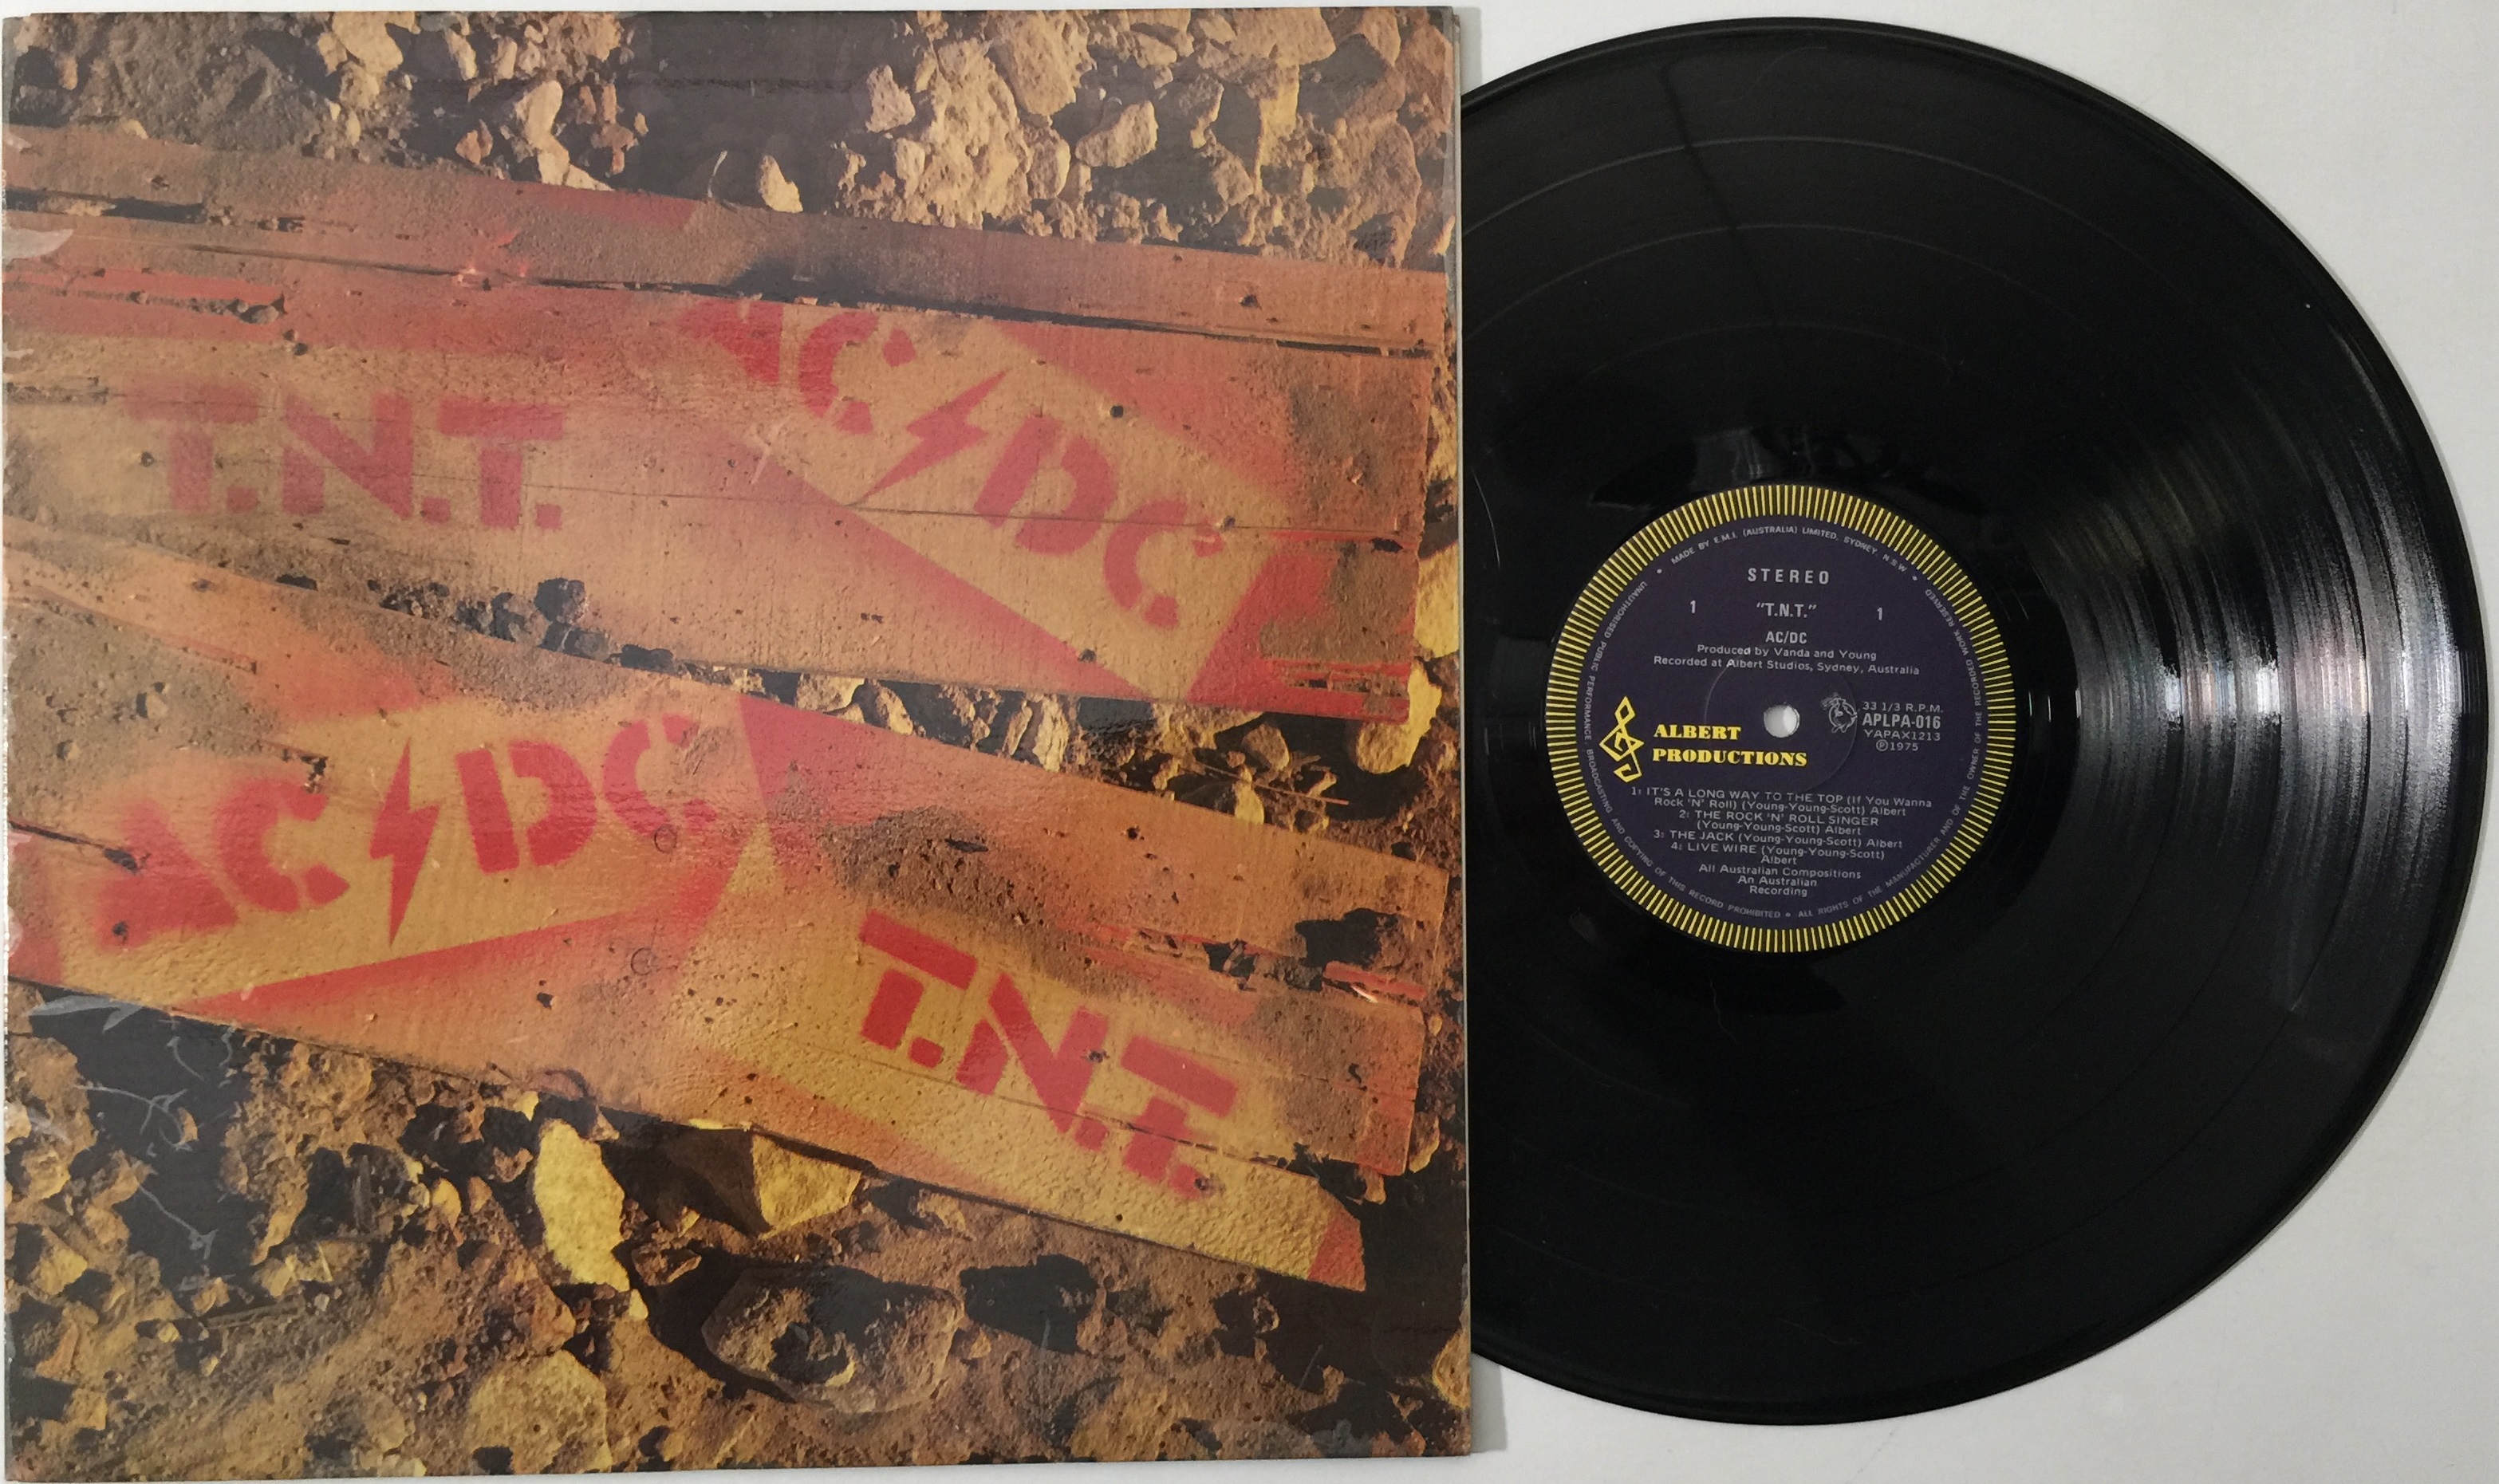 AC/DC
T.N.T.
AC/DC
T.N.T.
MADE BY E.M.I. (AUSTRALIA) LIMITED, SYDNEY, N.S.W. • UNAUTHORISED PUBLIC PERFORMANCE BROADCASTING AND COPYING OF THIS RECORD PROHIBITED • ALL RIGHTS OF THE MANUFACTURER AND OF THE OWNER OF THE RECORDED WORK RESERVED •
STEREO
1 "T.N.T." 1
AC/DC
Produced by Vanda and Young
Recorded at Albert Studios, Sydney, Australia
33 1/3 R.P.M.
APLPA-016
YAPAX1213
Ⓟ1975
ALBERT
PRODUCTIONS
1: IT'S A LONG WAY TO THE TOP (If You Wanna
Rock 'N' Roll) (Young-Young-Scott) Albert
2: THE ROCK 'N' ROLL SINGER
(Young-Young-Scott) Albert
3: THE JACK (Young-Young-Scott) Albert
4: LIVE WIRE (Young-Young-Scott)
Albert
All Australian Compositions
An Australian
Recording